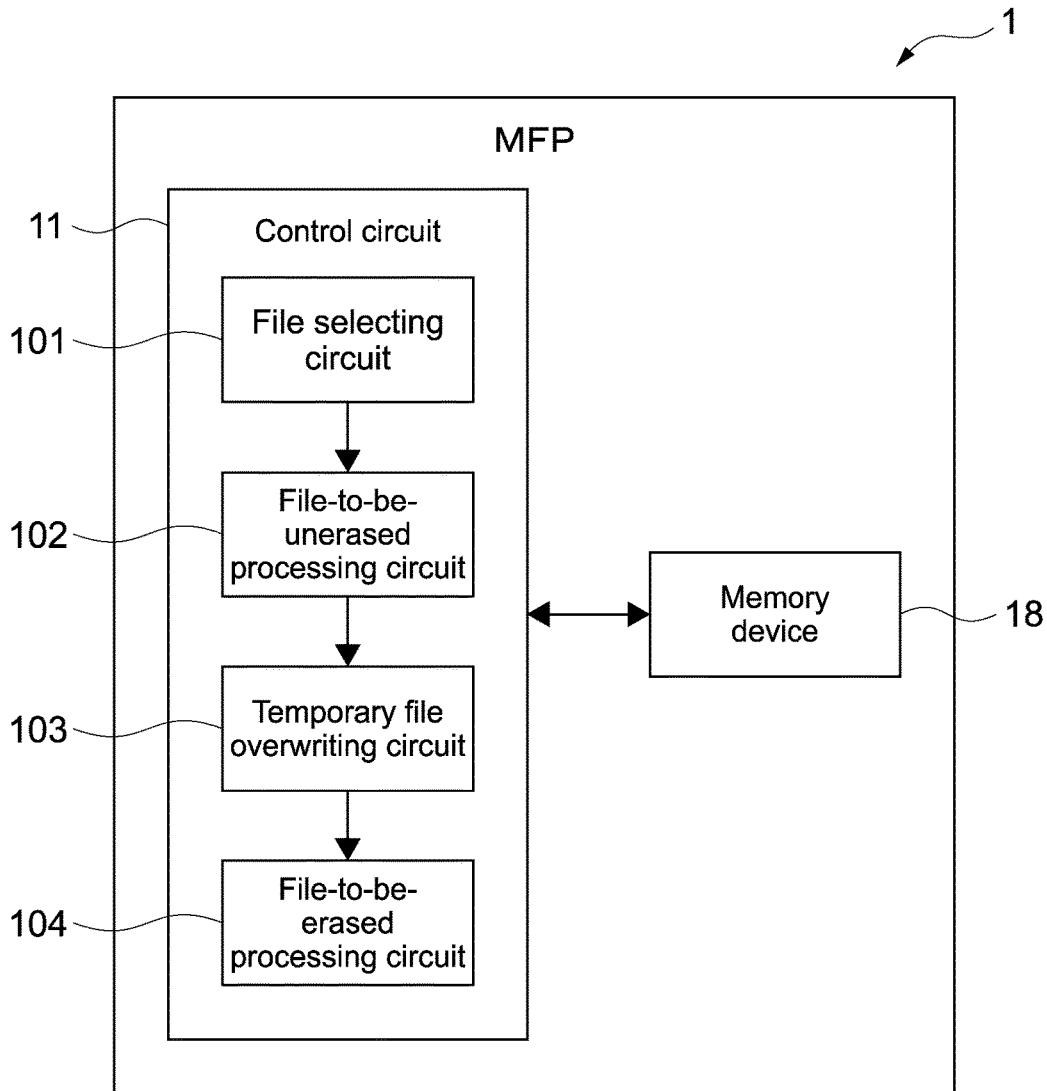 1
MFP
11
Control circuit
101
File selecting
circuit
102
File-to-be-
unerased
processing circuit
Memory
device
18
103
Temporary file
overwriting circuit
104
File-to-be-
erased
processing circuit